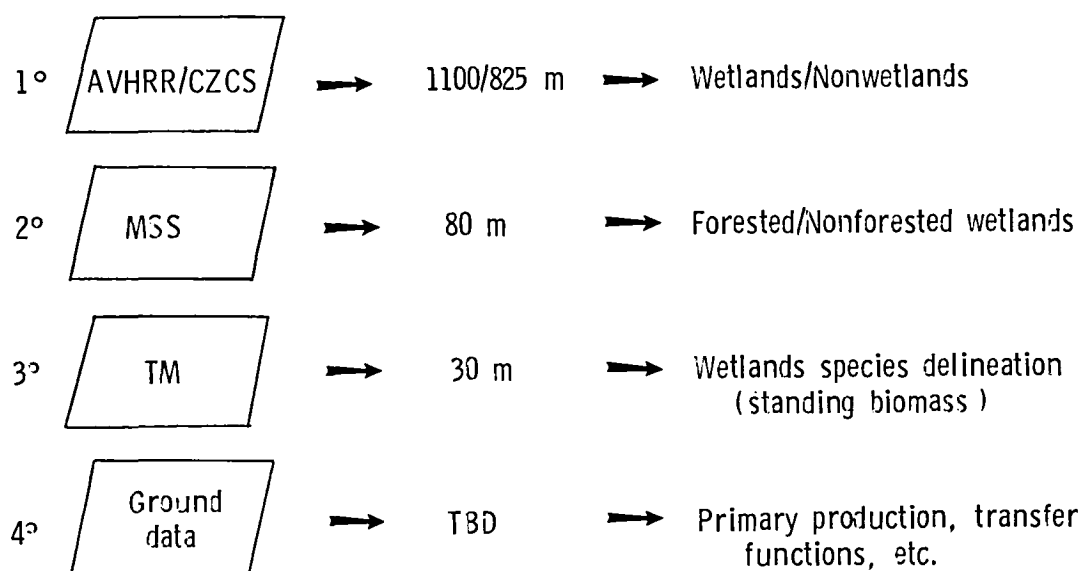 1° AVHRR/CZCS 1100/825 m Wetlands/Nonwetlands
2° MSS 80 m Forested/Nonforested wetlands
3° TM 30 m Wetlands species delineation
(standing biomass)
4° Ground data TBD Primary production, transfer
functions, etc.